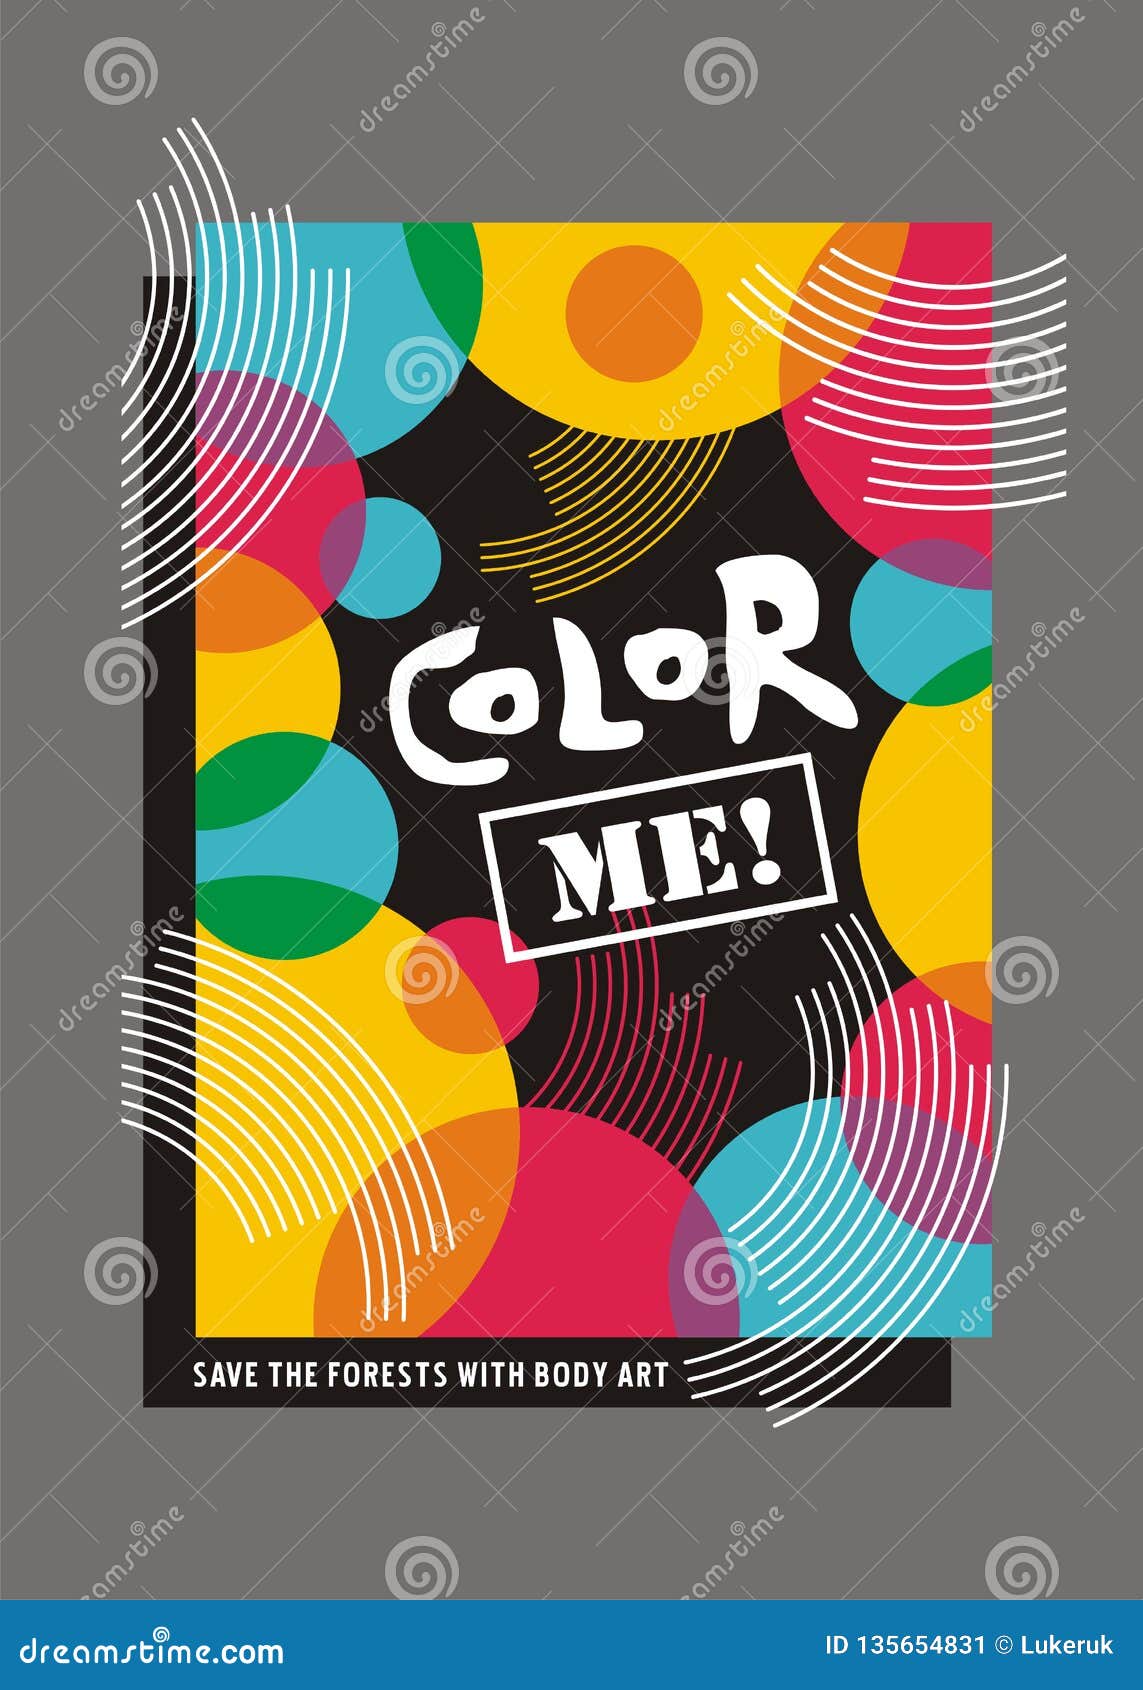 COLOR
ME!
SAVE THE FORESTS WITH BODY ART
dreamstime.com
ID 135654831 © Lukeruk